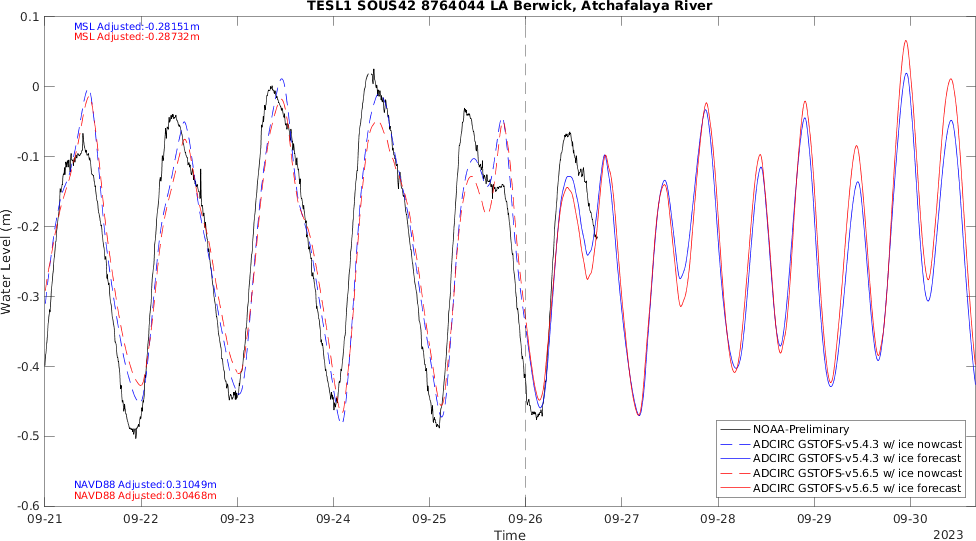 TESL1 SOUS42 8764044 LA Berwick, Atchafalaya River
MSL Adjusted:-0.28151m
MSL Adjusted:-0.28732m
0.1
0
-0.1
-0.2
-0.3
-0.4
-0.5
-0.6
Water Level (m)
NAVD88 Adjusted:0.31049m
NAVD88 Adjusted:0.30468m
NOAA-Preliminary
ADCIRC GSTOFS-v5.4.3 w/ ice nowcast
ADCIRC GSTOFS-v5.4.3 w/ ice forecast
ADCIRC GSTOFS-v5.6.5 w/ ice nowcast
ADCIRC GSTOFS-v5.6.5 w/ ice forecast
09-21 09-22 09-23 09-24 09-25 09-26 09-27 09-28 09-29 09-30
Time
2023